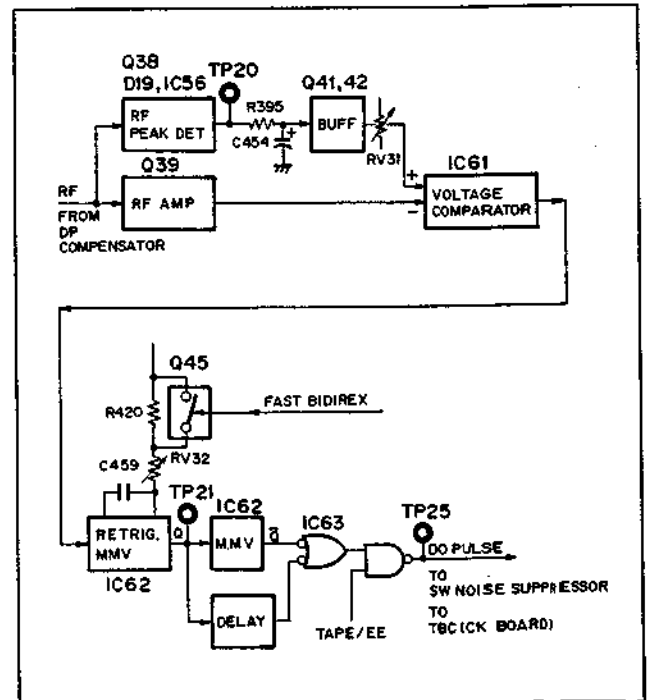 Q38
D19, IC56
TP20
Q41, 42
RF
PEAK DET
R395
C454
+
BUFF
RV31
Q39
IC61
RF
FROM
DP
COMPENSATOR
RF AMP
+
-
VOLTAGE
COMPARATOR
Q45
R420
FAST BIDIREX
RV32
C459
TP21
IC62
IC63
TP25
RETRIG.
MMV
Q
M.MV
Q̅
DO PULSE
IC62
TO
SW NOISE SUPPRESSOR
DELAY
TAPE/EE
TO
TBC (CK BOARD)